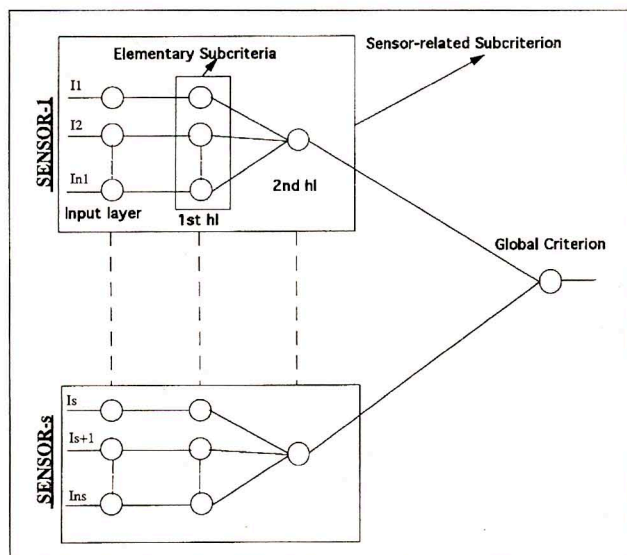 Elementary Subcriteria
Sensor-related Subcriterion
SENSOR-1
I1
I2
In1
Input layer
1st hl
2nd hl
Global Criterion
SENSOR-s
Is
Is+1
Ins